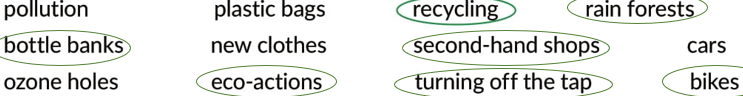 pollution plastic bags recycling rain forests
bottle banks new clothes second-hand shops cars
ozone holes eco-actions turning off the tap bikes